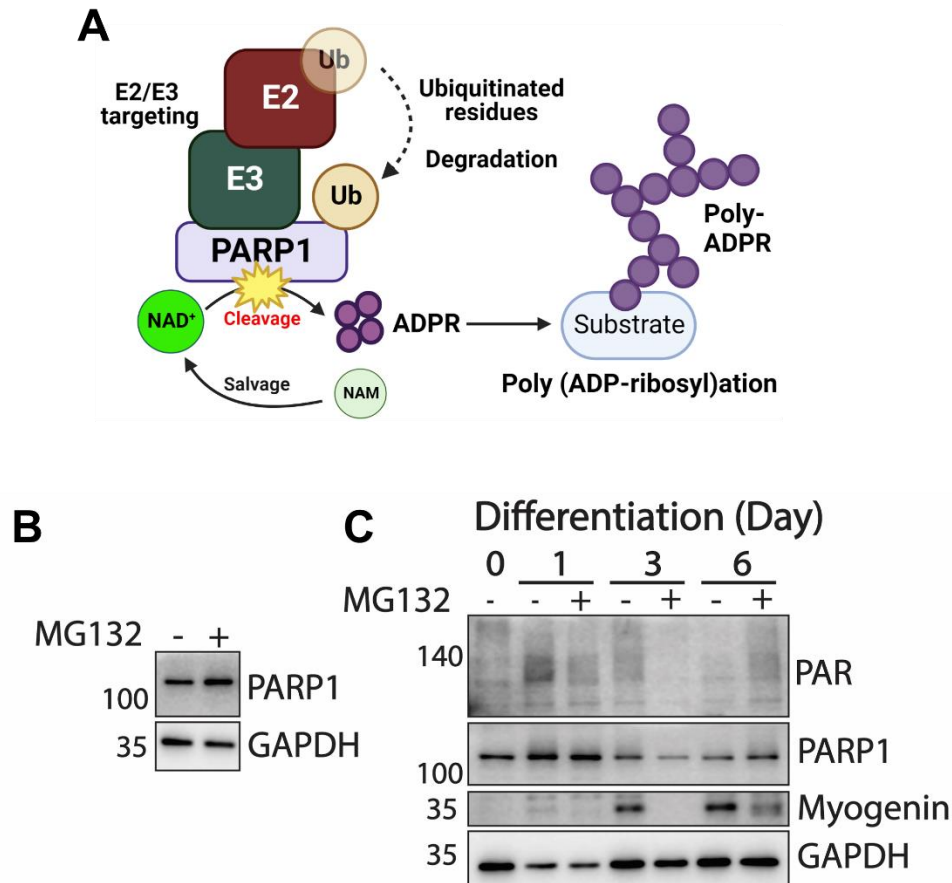 A
Ub
E2/E3
targeting
E2
Ubiquitinated
residues
Degradation
E3
Ub
PARP1
Poly-
ADPR
NAD+
Cleavage
ADPR
Substrate
Salvage
NAM
Poly (ADP-ribosyl)ation
B
MG132 - +
100 PARP1
35 GAPDH
C
Differentiation (Day)
0 1 3 6
MG132 - - + - + - +
140 PAR
100 PARP1
35 Myogenin
35 GAPDH